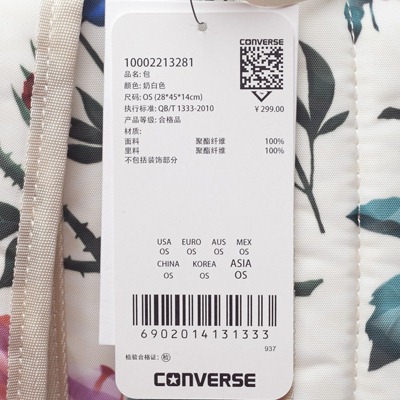 CONVERSE
10002213281
品名: 包
颜色: 奶白色
尺码: OS (28*45*14cm)
执行标准: QB/T 1333-2010
¥ 299.00
产品等级: 合格品
材质:
面料 聚酯纤维 100%
里料 聚酯纤维 100%
不包括装饰部分
USA EURO AUS MEX
OS OS OS OS
CHINA KOREA ASIA
OS OS OS
6902014131333
937
检验合格证: 检
CONVERSE